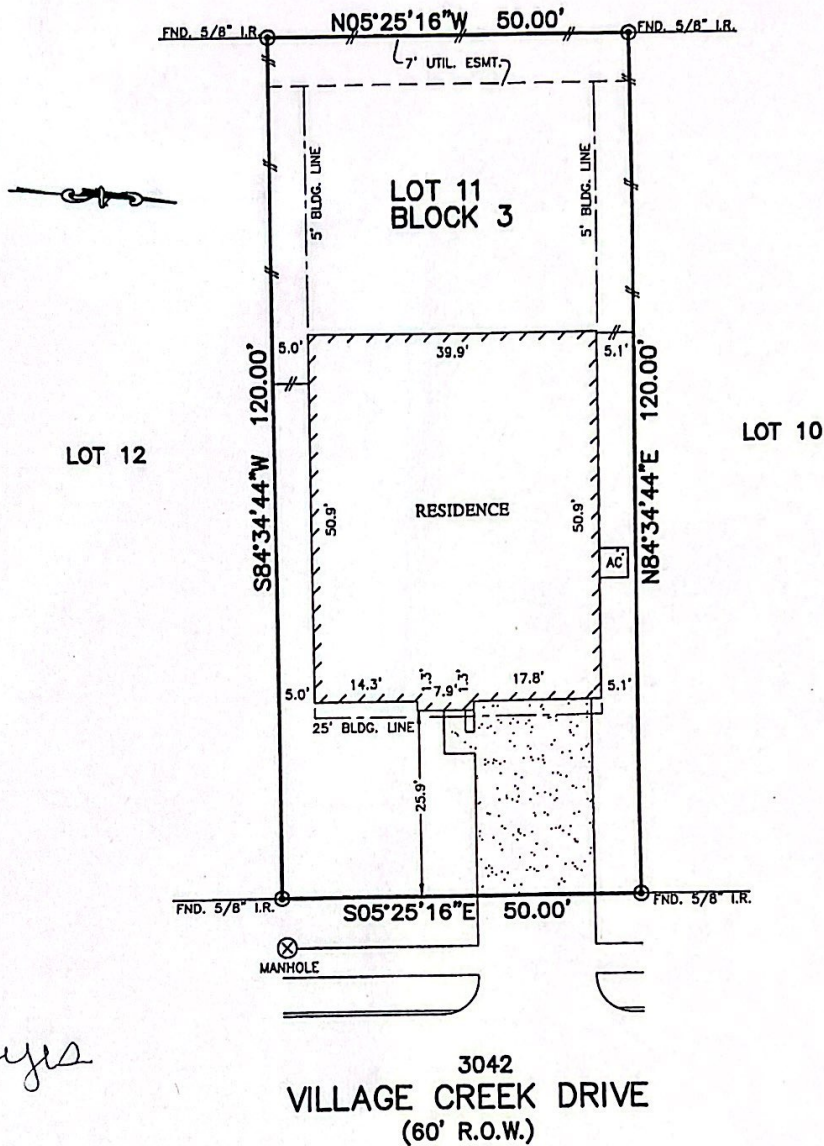 N05°25'16"W 50.00'
FND. 5/8" I.R.
FND. 5/8" I.R.
7' UTIL. ESMT.
LOT 11
BLOCK 3
5' BLDG. LINE
5' BLDG. LINE
5.0'
39.9'
5.1'
S84°34'44"W 120.00'
N84°34'44"E 120.00'
LOT 12
LOT 10
50.9'
RESIDENCE
50.9'
AC.
5.0'
14.3'
1.3'
7.9'
1.3'
17.8'
5.1'
25' BLDG. LINE
25.9'
FND. 5/8" I.R.
S05°25'16"E 50.00'
FND. 5/8" I.R.
MANHOLE
3042
VILLAGE CREEK DRIVE
(60' R.O.W.)